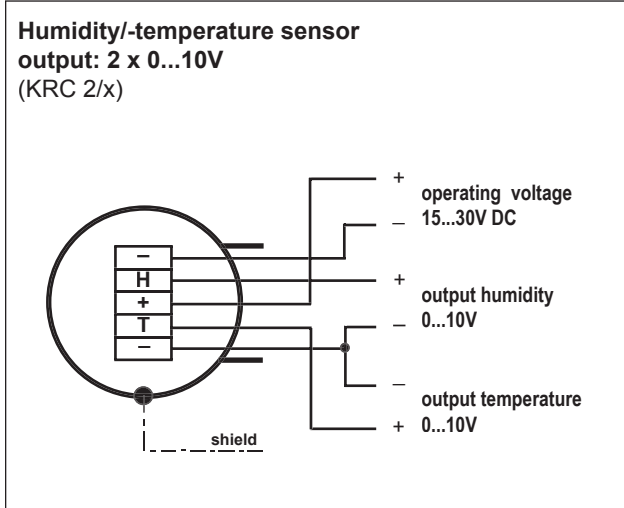 Humidity/-temperature sensor
output: 2 x 0...10V
(KRC 2/x)
+
operating voltage
– 15...30V DC
–
H
+
T
–
+
output humidity
– 0...10V
–
output temperature
+ 0...10V
shield